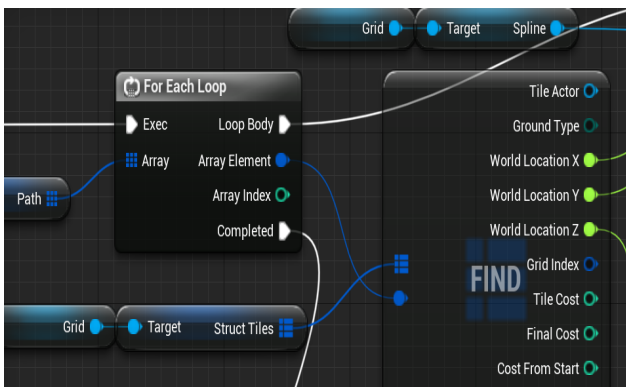 Grid
Target
Spline
For Each Loop
Exec
Loop Body
Array
Array Element
Array Index
Completed
Path
Grid
Target
Struct Tiles
FIND
Tile Actor
Ground Type
World Location X
World Location Y
World Location Z
Grid Index
Tile Cost
Final Cost
Cost From Start